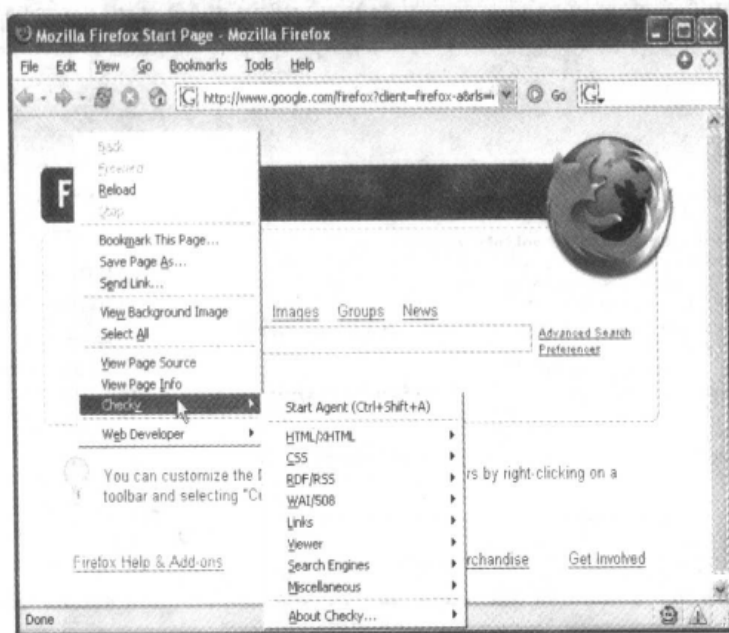 Mozilla Firefox Start Page - Mozilla Firefox
File Edit View Go Bookmarks Tools Help
G http://www.google.com/firefox?client=firefox-a&rls= Go G
Back
Forward
Reload
Stop
F
Bookmark This Page...
Save Page As...
Send Link...
View Background Image
Select All
Images Groups News
Advanced Search
Preferences
View Page Source
View Page Info
Checky
Web Developer
Start Agent (Ctrl+Shift+A)
HTML/XHTML
CSS
RDF/RSS
WAI/508
Links
Viewer
Search Engines
Miscellaneous
About Checky...
You can customize the rs by right-clicking on a
toolbar and selecting "Cu
Firefox Help & Add-ons rchandise Get Involved
Done